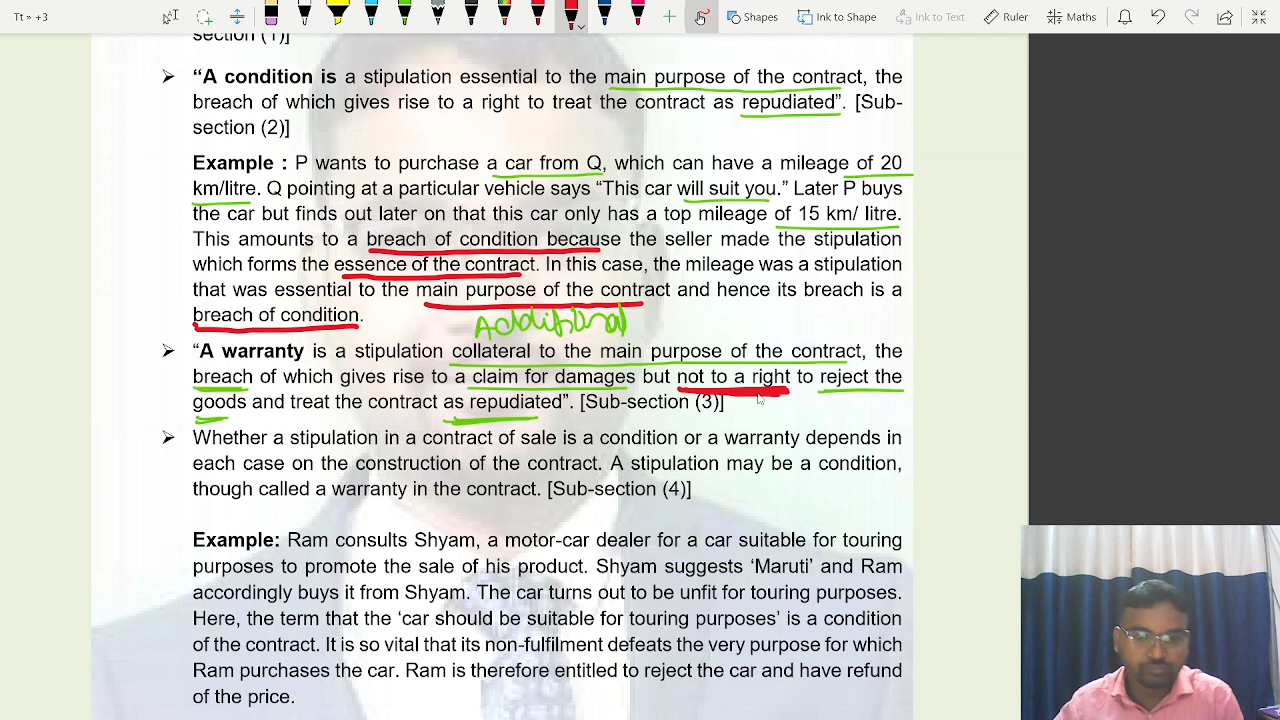 Tt > +3
Shapes
Ink to Shape
Ink to Text
Ruler
Maths
section (1)]
“A condition is a stipulation essential to the main purpose of the contract, the
breach of which gives rise to a right to treat the contract as repudiated”. [Sub-
section (2)]
Example : P wants to purchase a car from Q, which can have a mileage of 20
km/litre. Q pointing at a particular vehicle says “This car will suit you.” Later P buys
the car but finds out later on that this car only has a top mileage of 15 km/ litre.
This amounts to a breach of condition because the seller made the stipulation
which forms the essence of the contract. In this case, the mileage was a stipulation
that was essential to the main purpose of the contract and hence its breach is a
breach of condition.
Additional
“A warranty is a stipulation collateral to the main purpose of the contract, the
breach of which gives rise to a claim for damages but not to a right to reject the
goods and treat the contract as repudiated”. [Sub-section (3)]
Whether a stipulation in a contract of sale is a condition or a warranty depends in
each case on the construction of the contract. A stipulation may be a condition,
though called a warranty in the contract. [Sub-section (4)]
Example: Ram consults Shyam, a motor-car dealer for a car suitable for touring
purposes to promote the sale of his product. Shyam suggests ‘Maruti’ and Ram
accordingly buys it from Shyam. The car turns out to be unfit for touring purposes.
Here, the term that the ‘car should be suitable for touring purposes’ is a condition
of the contract. It is so vital that its non-fulfilment defeats the very purpose for which
Ram purchases the car. Ram is therefore entitled to reject the car and have refund
of the price.